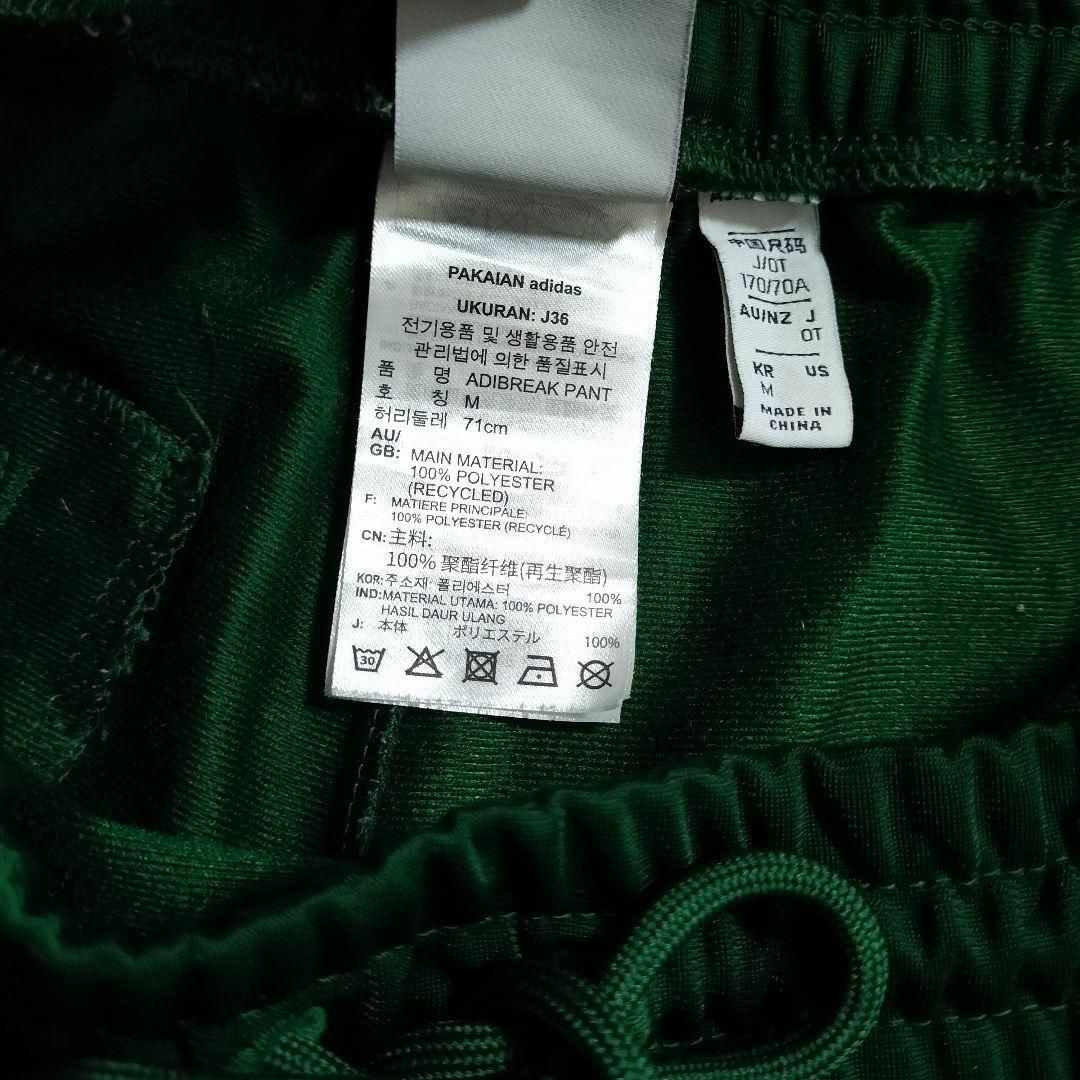 PAKAIAN adidas
UKURAN: J36
전기용품 및 생활용품 안전
관리법에 의한 품질표시
품 명 ADIBREAK PANT
호 칭 M
허리둘레 71cm
AU/
GB: MAIN MATERIAL:
100% POLYESTER
(RECYCLED)
F: MATIERE PRINCIPALE:
100% POLYESTER (RECYCLÉ)
CN: 主料:
100% 聚酯纤维(再生聚酯)
KOR: 주소재: 폴리에스터 100%
IND: MATERIAL UTAMA: 100% POLYESTER
HASIL DAUR ULANG
J: 本体 ポリエステル 100%
30
中国尺码
J/OT
170/70A
AU/NZ J
OT
KR US
M
MADE IN
CHINA